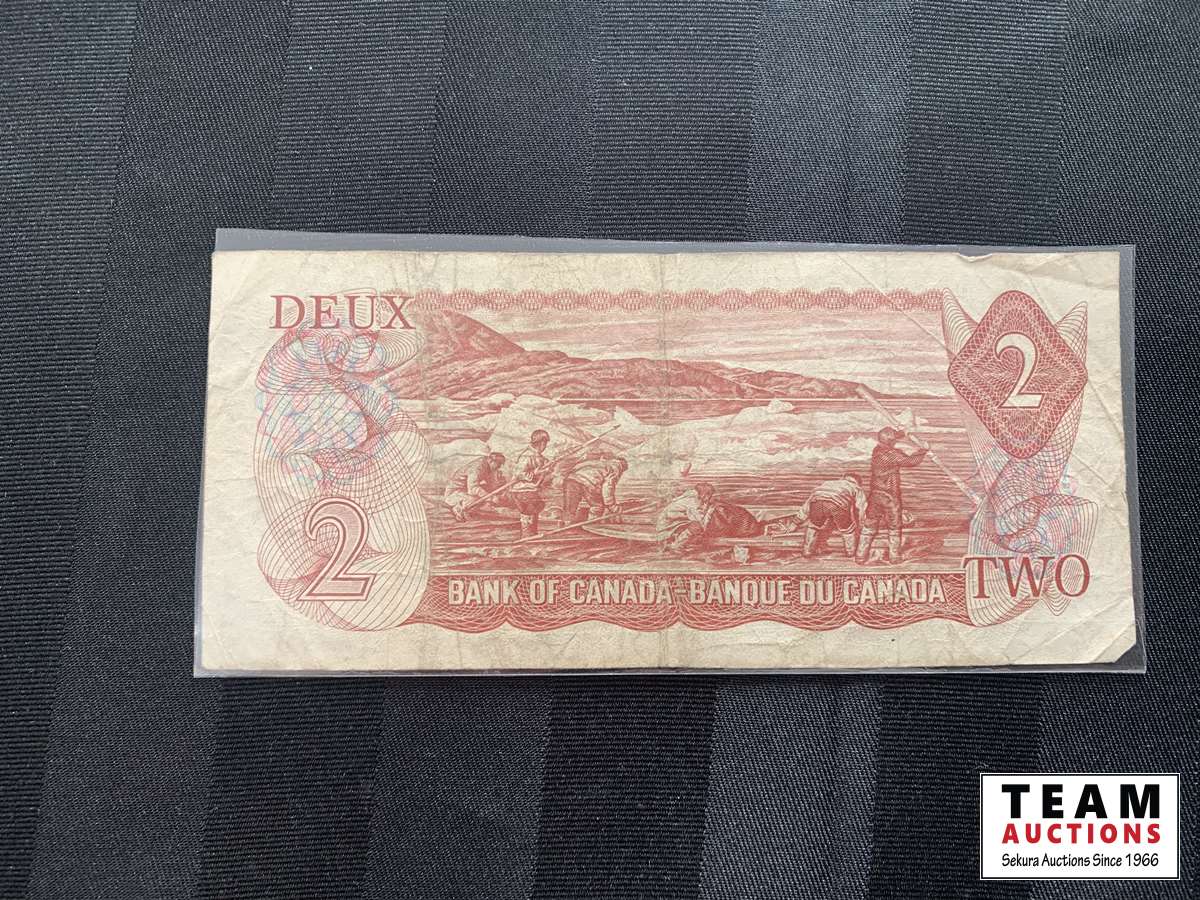 DEUX
2
2
BANK OF CANADA-BANQUE DU CANADA
TWO
TEAM
AUCTIONS
Sekura Auctions Since 1966